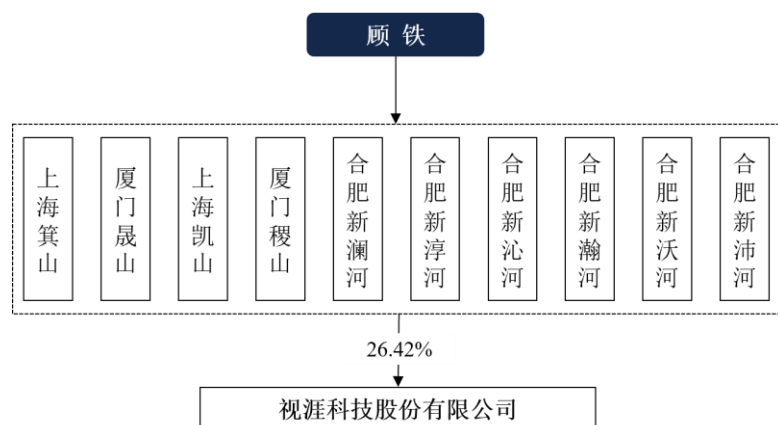 顾 铁
上海箕山
厦门晟山
上海凯山
厦门稷山
合肥新澜河
合肥新淳河
合肥新沁河
合肥新瀚河
合肥新沃河
合肥新沛河
26.42%
视涯科技股份有限公司